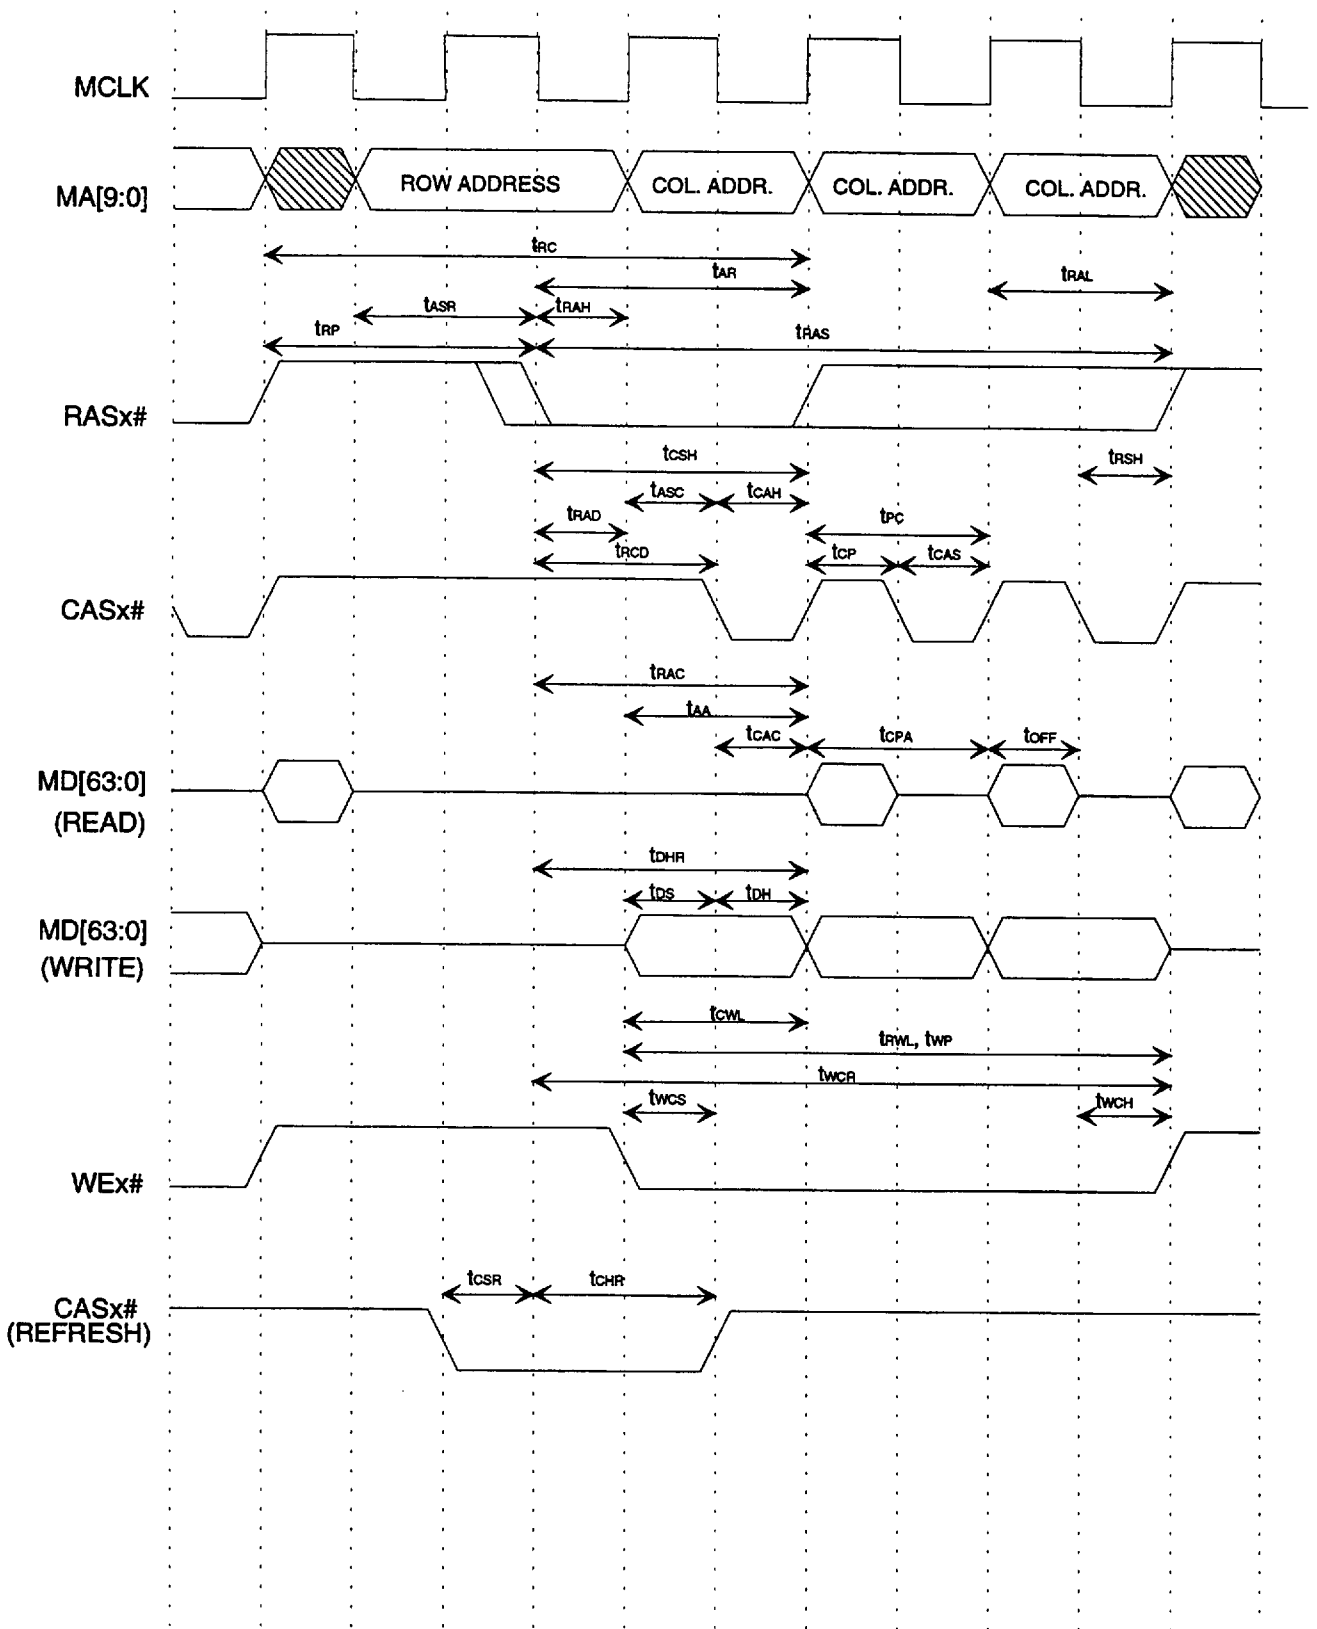 MCLK
MA[9:0]
ROW ADDRESS
COL. ADDR.
COL. ADDR.
COL. ADDR.
tRC
tAR
tRAL
tASR
tRAH
tRP
tRAS
RASx#
tCSH
tRSH
tASC
tCAH
tRAD
tPC
tRCD
tCP
tCAS
CASx#
tRAC
tAA
tCAC
tCPA
tOFF
MD[63:0]
(READ)
tDHR
tDS
tDH
MD[63:0]
(WRITE)
tCWL
tRWL, tWP
tWCR
tWCS
tWCH
WEx#
tCSR
tCHR
CASx#
(REFRESH)